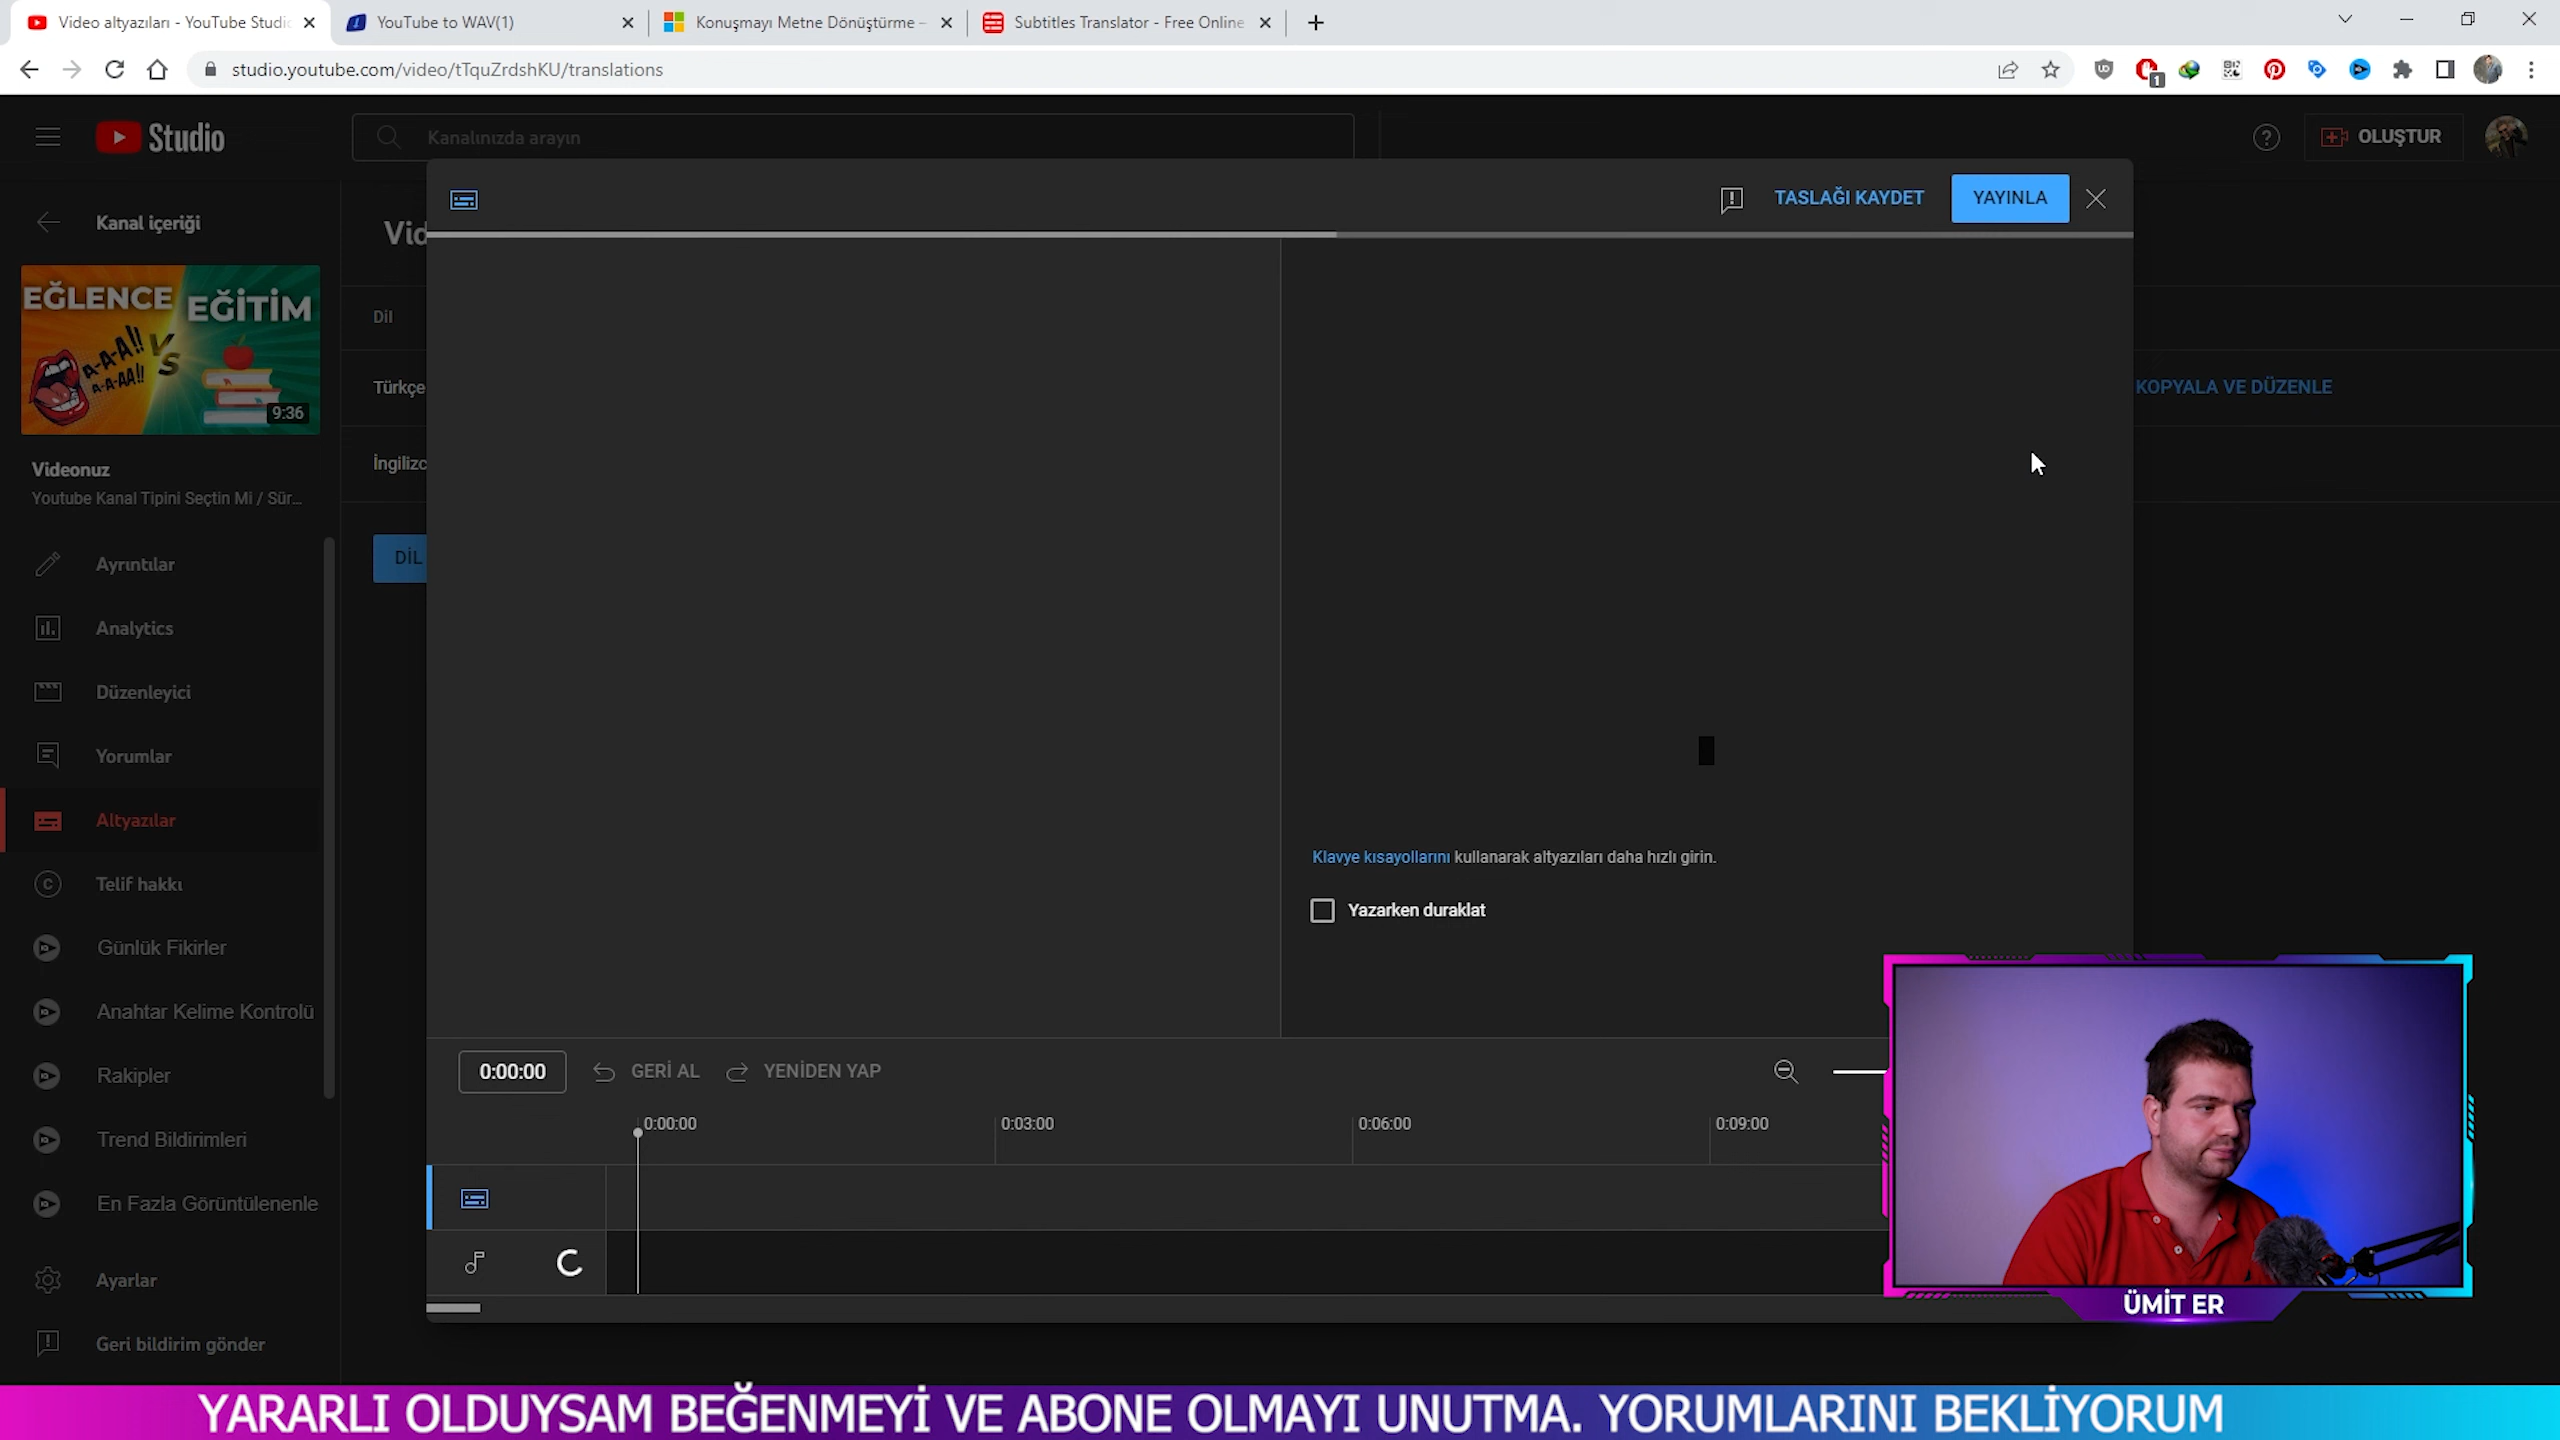 Video altyazıları - YouTube Studio
YouTube to WAV(1)
Konuşmayı Metne Dönüştürme –
Subtitles Translator - Free Online
studio.youtube.com/video/tTquZrdshKU/translations
1
Studio
Kanalınızda arayın
OLUŞTUR
TASLAĞI KAYDET
YAYINLA
Kanal içeriği
Vid
EĞLENCE EĞİTİM
A-A-A!!
A-A-AA!!
VS
9:36
Dil
Türkçe
KOPYALA VE DÜZENLE
İngilizc
DİL
Videonuz
Youtube Kanal Tipini Seçtin Mi / Sür...
Ayrıntılar
Analytics
Düzenleyici
Yorumlar
Altyazılar
Telif hakkı
Günlük Fikirler
Anahtar Kelime Kontrolü
Rakipler
Trend Bildirimleri
En Fazla Görüntülenenle
Ayarlar
Geri bildirim gönder
Klavye kısayollarını kullanarak altyazıları daha hızlı girin.
Yazarken duraklat
0:00:00
GERİ AL
YENİDEN YAP
0:00:00
0:03:00
0:06:00
0:09:00
ÜMİT ER
YARARLI OLDUYSAM BEĞENMEYİ VE ABONE OLMAYI UNUTMA. YORUMLARINI BEKLİYORUM